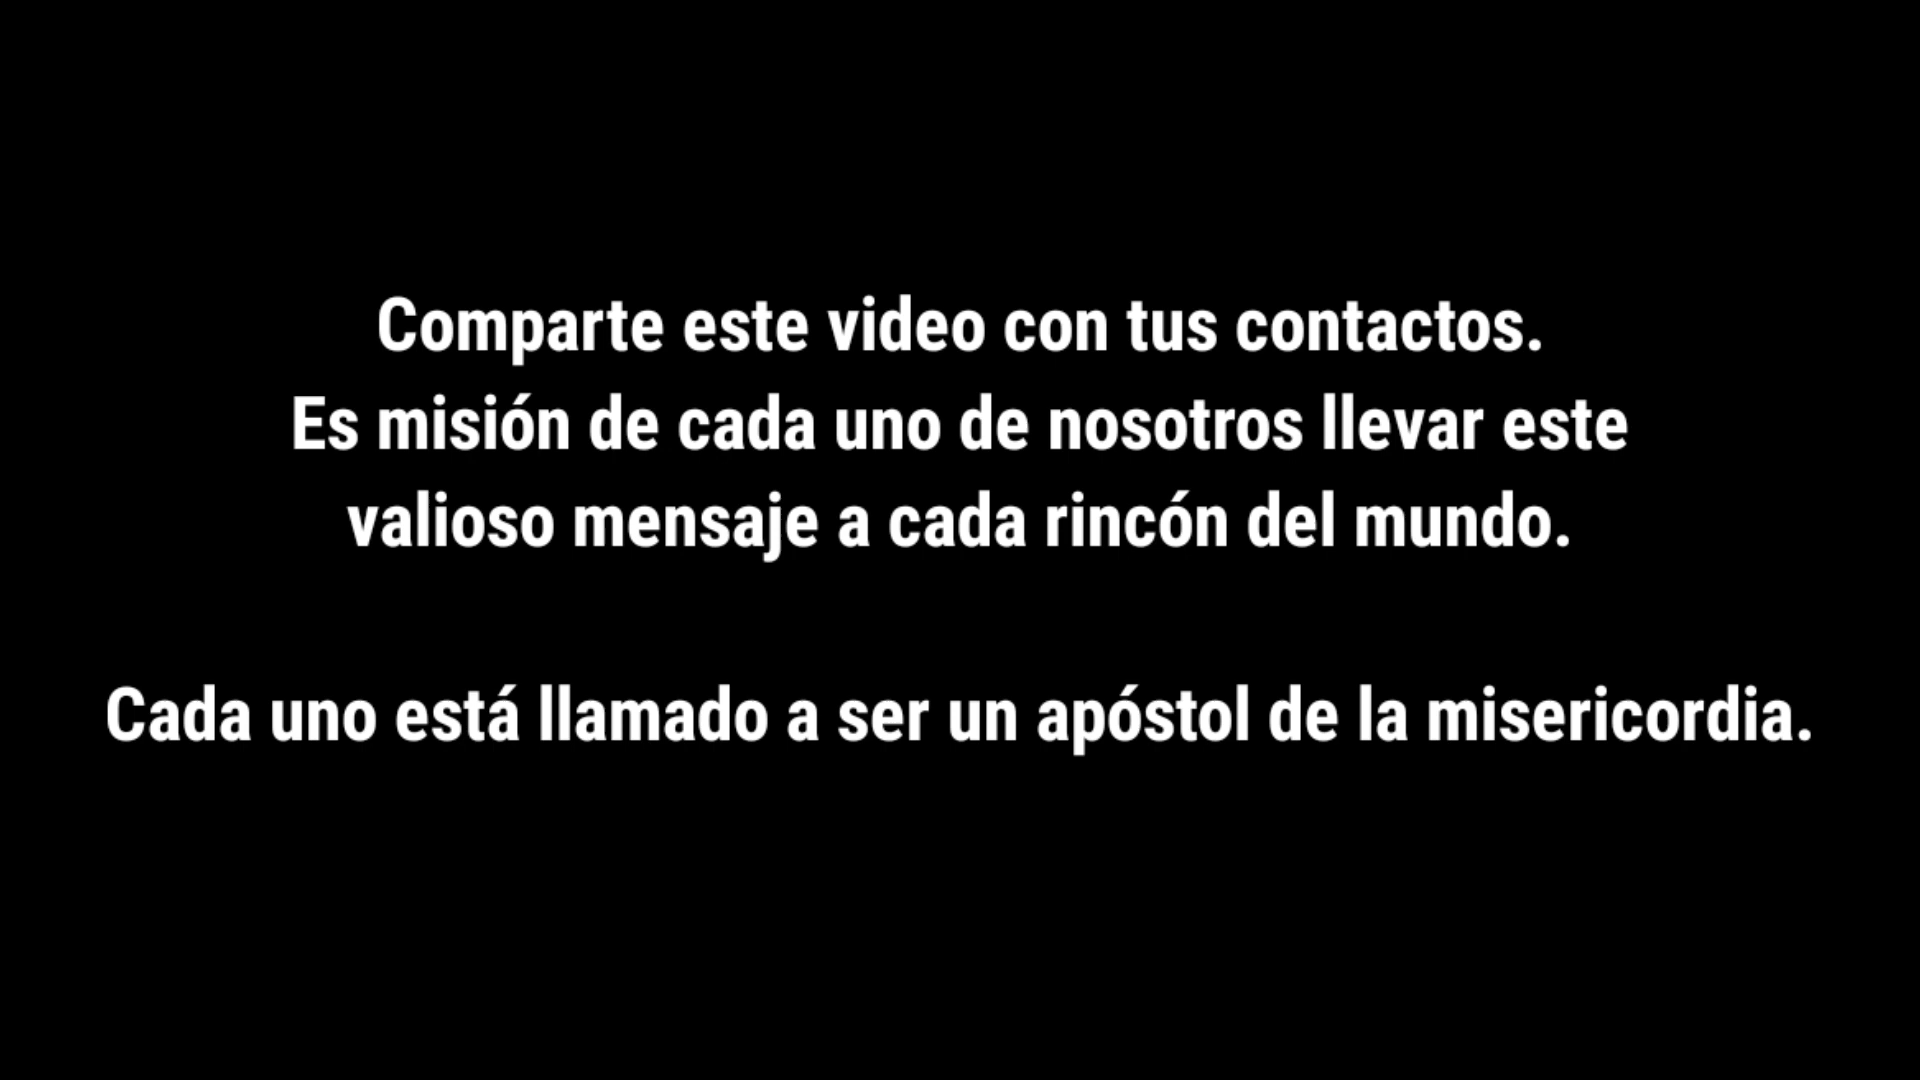 Comparte este video con tus contactos.
Es misión de cada uno de nosotros llevar este
valioso mensaje a cada rincón del mundo.
Cada uno está llamado a ser un apóstol de la misericordia.